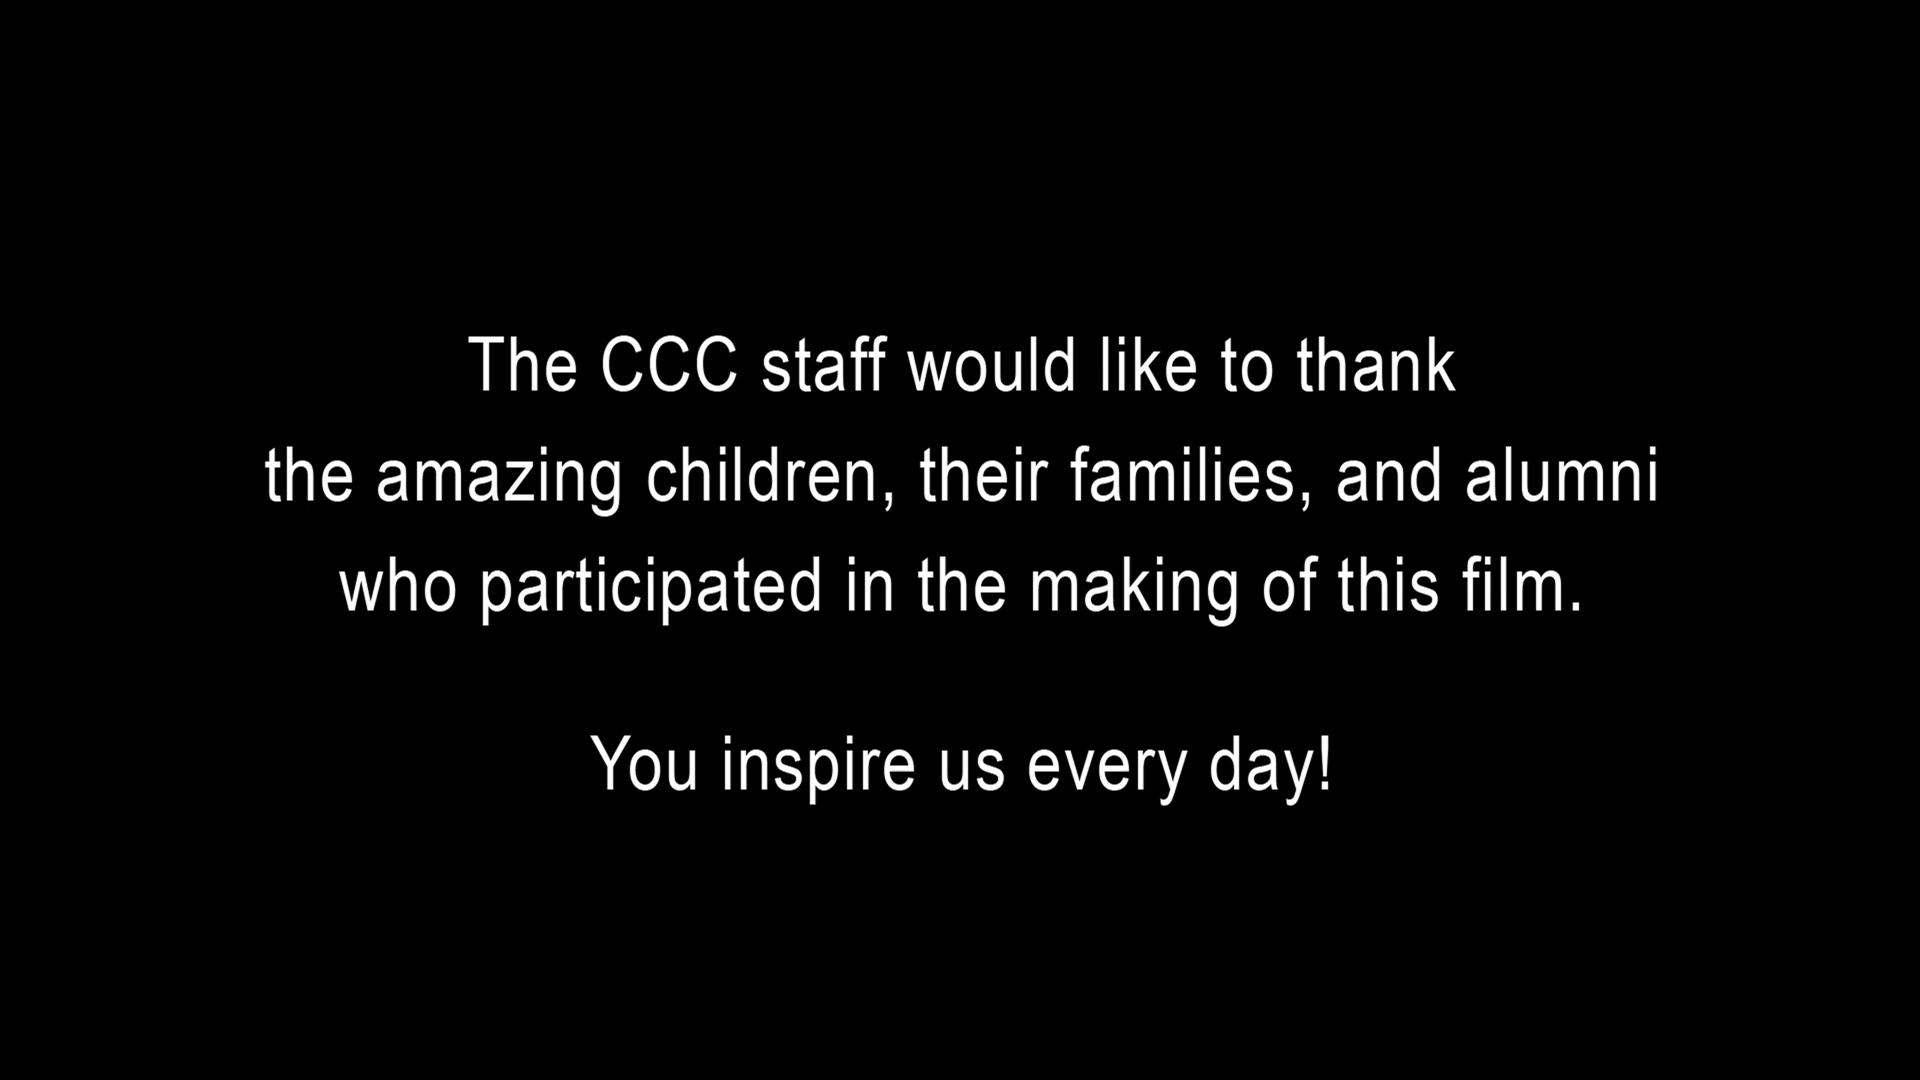 The CCC staff would like to thank
the amazing children, their families, and alumni
who participated in the making of this film.
You inspire us every day!